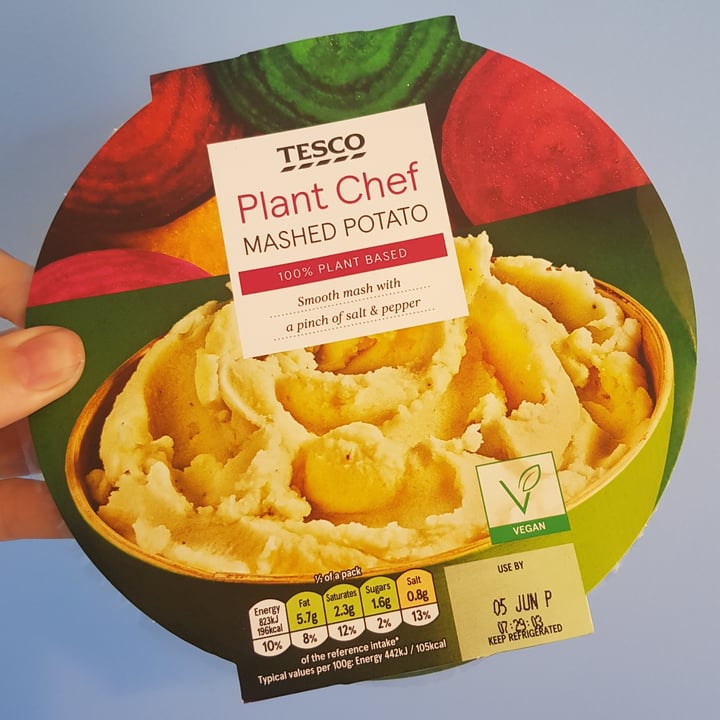 TESCO
Plant Chef
MASHED POTATO
100% PLANT BASED
Smooth mash with
a pinch of salt & pepper
VEGAN
½ of a pack
Energy
823kJ
196kcal
10%
Fat
5.7g
8%
Saturates
2.3g
12%
Sugars
1.6g
2%
Salt
0.8g
13%
of the reference intake*
Typical values per 100g: Energy 442kJ / 105kcal
USE BY
05 JUN P
07:29:03
KEEP REFRIGERATED